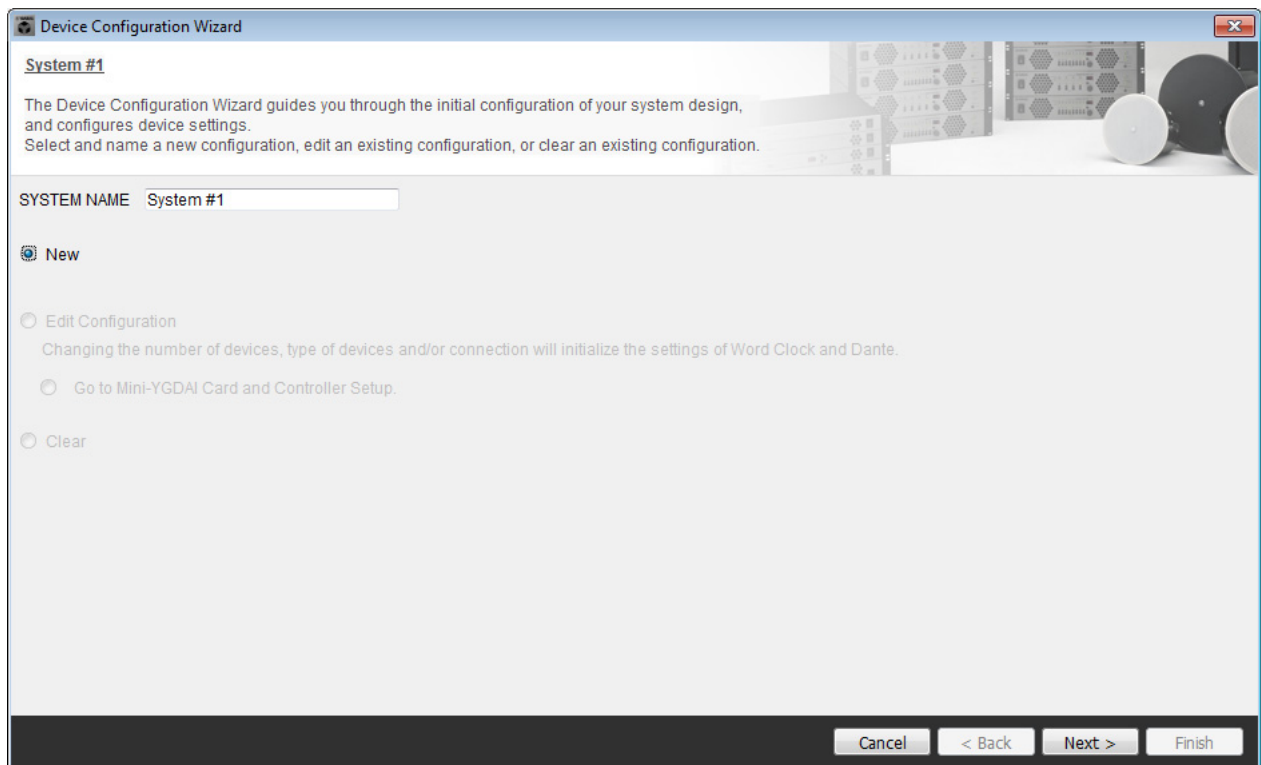 Device Configuration Wizard
System #1
The Device Configuration Wizard guides you through the initial configuration of your system design,
and configures device settings.
Select and name a new configuration, edit an existing configuration, or clear an existing configuration.
SYSTEM NAME System #1
New
Edit Configuration
Changing the number of devices, type of devices and/or connection will initialize the settings of Word Clock and Dante.
Go to Mini-YGDAI Card and Controller Setup.
Clear
Cancel < Back Next > Finish